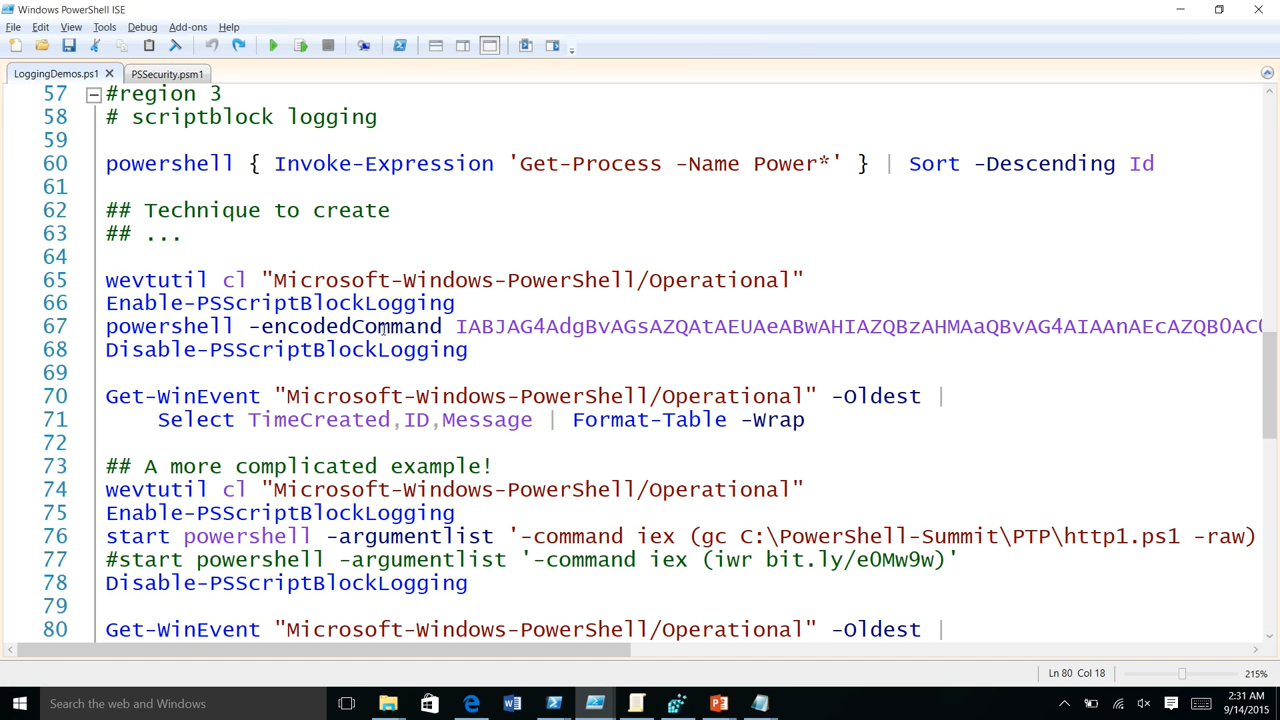 Windows PowerShell ISE
File Edit View Tools Debug Add-ons Help
LoggingDemos.ps1 PSSecurity.psm1
57 #region 3
58 # scriptblock logging
59
60 powershell { Invoke-Expression 'Get-Process -Name Power*' } | Sort -Descending Id
61
62 ## Technique to create
63 ## ...
64
65 wevtutil cl "Microsoft-Windows-PowerShell/Operational"
66 Enable-PSScriptBlockLogging
67 powershell -encodedCommand IABJAG4AdgBvAGsAZQAtAEUAeABwAHIAZQBzAHMAaQBvAG4AIAAnAEcAZQB0AC0
68 Disable-PSScriptBlockLogging
69
70 Get-WinEvent "Microsoft-Windows-PowerShell/Operational" -Oldest |
71 Select TimeCreated,ID,Message | Format-Table -Wrap
72
73 ## A more complicated example!
74 wevtutil cl "Microsoft-Windows-PowerShell/Operational"
75 Enable-PSScriptBlockLogging
76 start powershell -argumentlist '-command iex (gc C:\PowerShell-Summit\PTP\http1.ps1 -raw)
77 #start powershell -argumentlist '-command iex (iwr bit.ly/e0Mw9w)'
78 Disable-PSScriptBlockLogging
79
80 Get-WinEvent "Microsoft-Windows-PowerShell/Operational" -Oldest |
Ln 80 Col 18 215%
Search the web and Windows
2:31 AM
9/14/2015